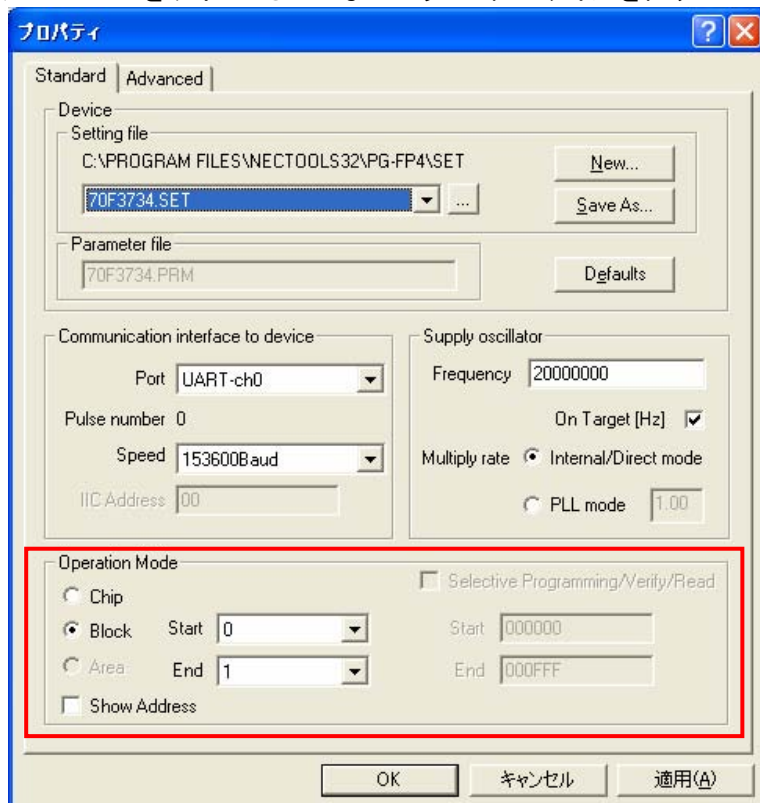 プロパティ
Standard
Advanced
Device
Setting file
C:\PROGRAM FILES\NECTOOLS32\PG-FP4\SET
New...
70F3734.SET
...
Save As...
Parameter file
70F3734.PRM
Defaults
Communication interface to device
Port UART-ch0
Pulse number 0
Speed 153600Baud
IIC Address 00
Supply oscillator
Frequency 20000000
On Target [Hz]
Multiply rate Internal/Direct mode
PLL mode 1.00
Operation Mode
Chip
Block Start 0
Area End 1
Show Address
Selective Programming/Verify/Read
Start 000000
End 000FFF
OK キャンセル 適用(A)